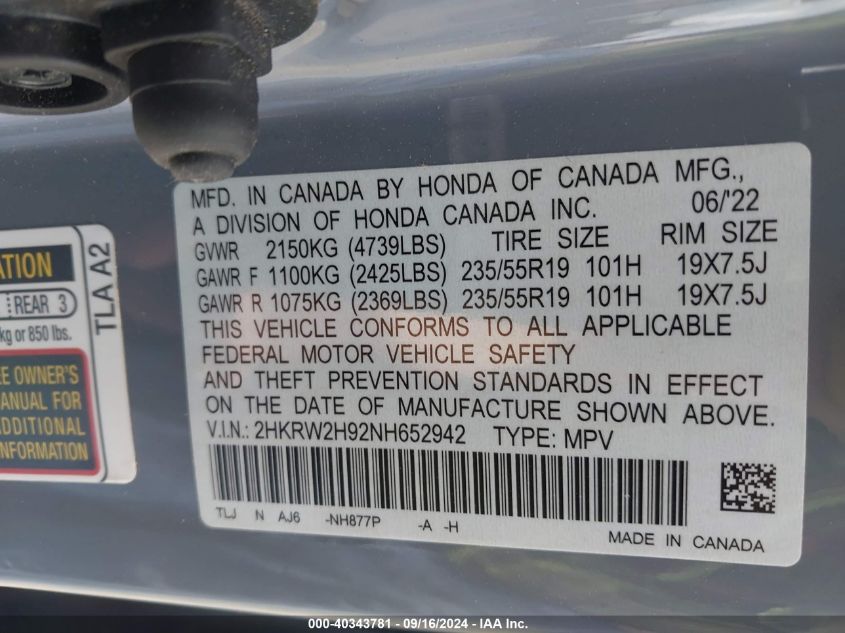 MFD. IN CANADA BY HONDA OF CANADA MFG.,
A DIVISION OF HONDA CANADA INC. 06/22
GVWR 2150KG (4739LBS) TIRE SIZE RIM SIZE
GAWR F 1100KG (2425LBS) 235/55R19 101H 19X7.5J
GAWR R 1075KG (2369LBS) 235/55R19 101H 19X7.5J
THIS VEHICLE CONFORMS TO ALL APPLICABLE
FEDERAL MOTOR VEHICLE SAFETY
AND THEFT PREVENTION STANDARDS IN EFFECT
ON THE DATE OF MANUFACTURE SHOWN ABOVE.
V.I.N.: 2HKRW2H92NH652942 TYPE: MPV
TLJ N AJ6 -NH877P -A -H
MADE IN CANADA
REAR 3
kg or 850 lbs.
OWNER'S
FOR
TLA A2
000-40343781 - 09/16/2024 - IAA Inc.